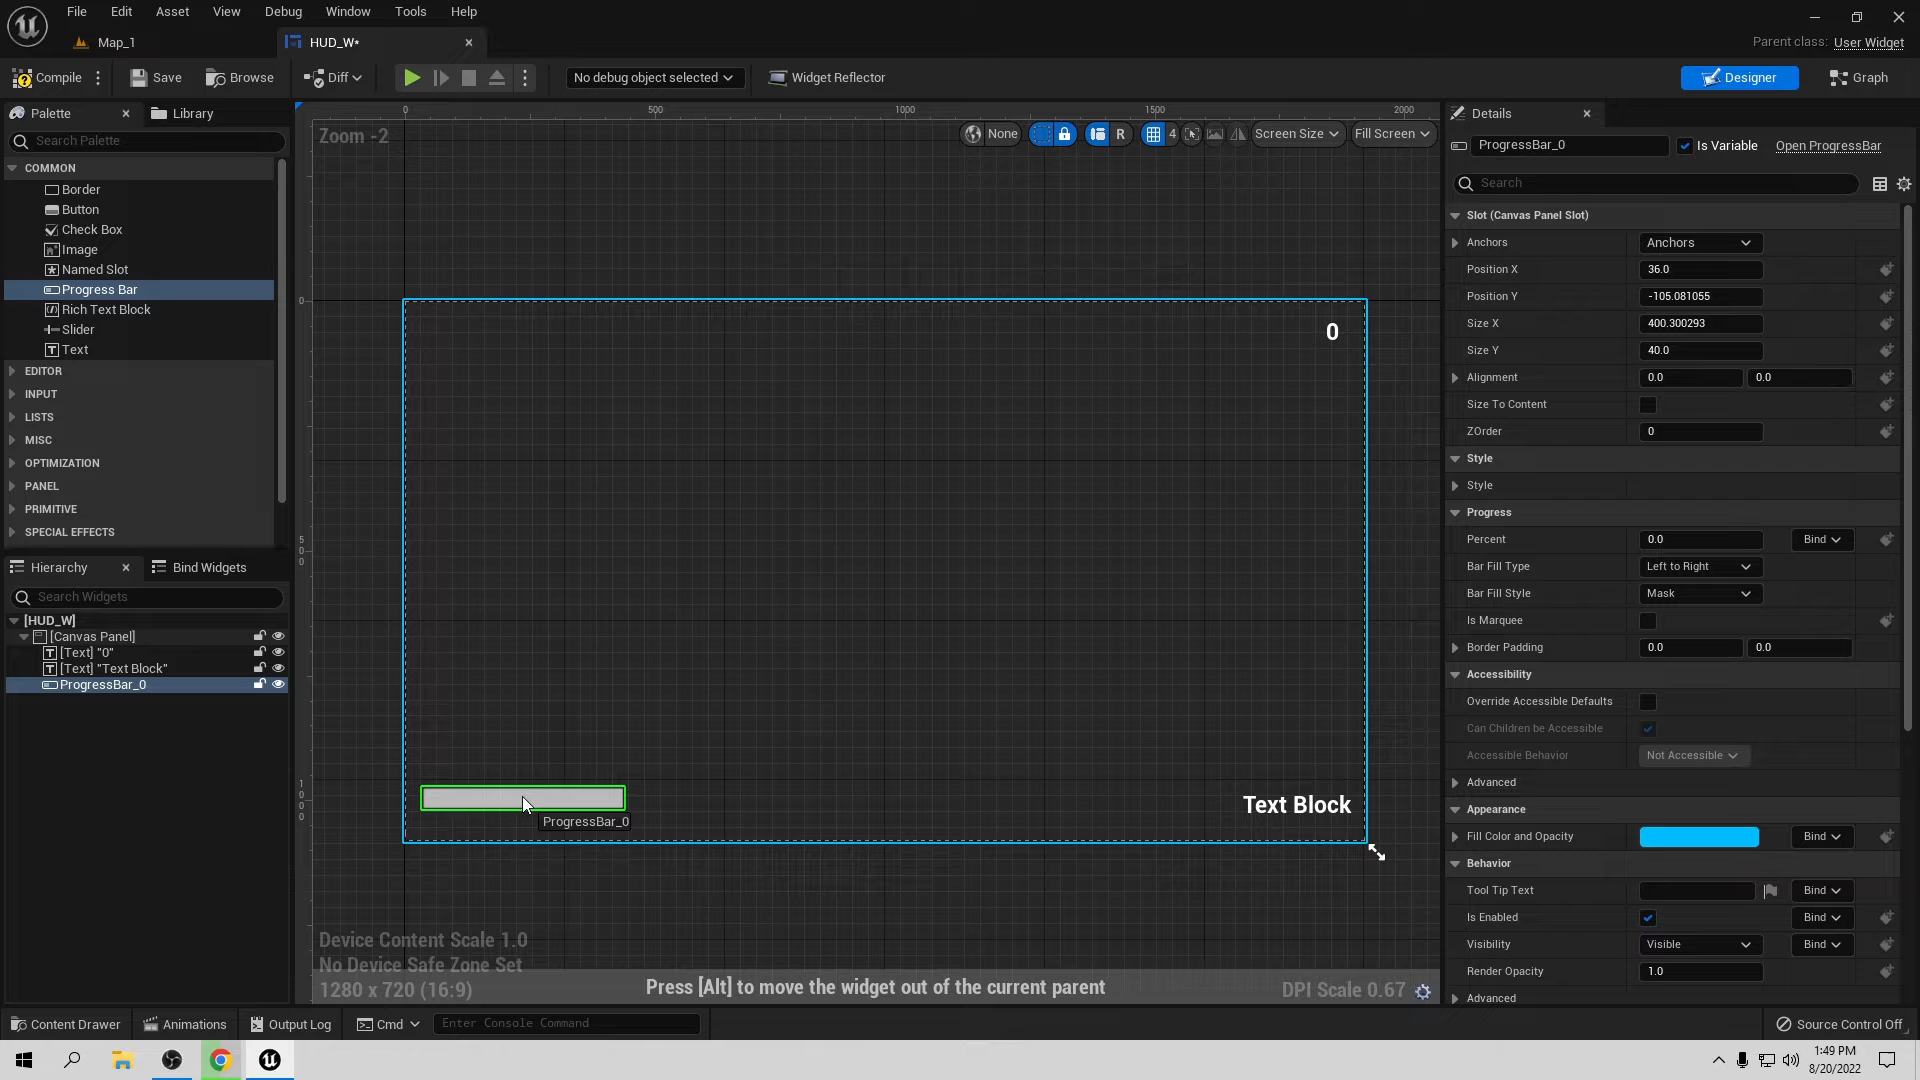 File Edit Asset View Debug Window Tools Help
Map_1
HUD_W*
Parent class: User Widget
Compile
Save
Browse
Diff
No debug object selected
Widget Reflector
Designer
Graph
Palette
Library
Search Palette
COMMON
Border
Button
Check Box
Image
Named Slot
Progress Bar
Rich Text Block
Slider
Text
EDITOR
INPUT
LISTS
MISC
OPTIMIZATION
PANEL
PRIMITIVE
SPECIAL EFFECTS
Hierarchy
Bind Widgets
Search Widgets
[HUD_W]
[Canvas Panel]
[Text] "0"
[Text] "Text Block"
ProgressBar_0
0 500 1000 1500 2000
Zoom -2
None
R
4
Screen Size
Fill Screen
0
500
1000
0
Text Block
ProgressBar_0
Device Content Scale 1.0
No Device Safe Zone Set
1280 x 720 (16:9)
Press [Alt] to move the widget out of the current parent
DPI Scale 0.67
Details
ProgressBar_0
Is Variable
Open ProgressBar
Search
Slot (Canvas Panel Slot)
Anchors Anchors
Position X 36.0
Position Y -105.081055
Size X 400.300293
Size Y 40.0
Alignment 0.0 0.0
Size To Content
ZOrder 0
Style
Style
Progress
Percent 0.0 Bind
Bar Fill Type Left to Right
Bar Fill Style Mask
Is Marquee
Border Padding 0.0 0.0
Accessibility
Override Accessible Defaults
Can Children be Accessible
Accessible Behavior Not Accessible
Advanced
Appearance
Fill Color and Opacity Bind
Behavior
Tool Tip Text Bind
Is Enabled Bind
Visibility Visible Bind
Render Opacity 1.0
Advanced
Content Drawer
Animations
Output Log
Cmd
Enter Console Command
Source Control Off
1:49 PM
8/20/2022